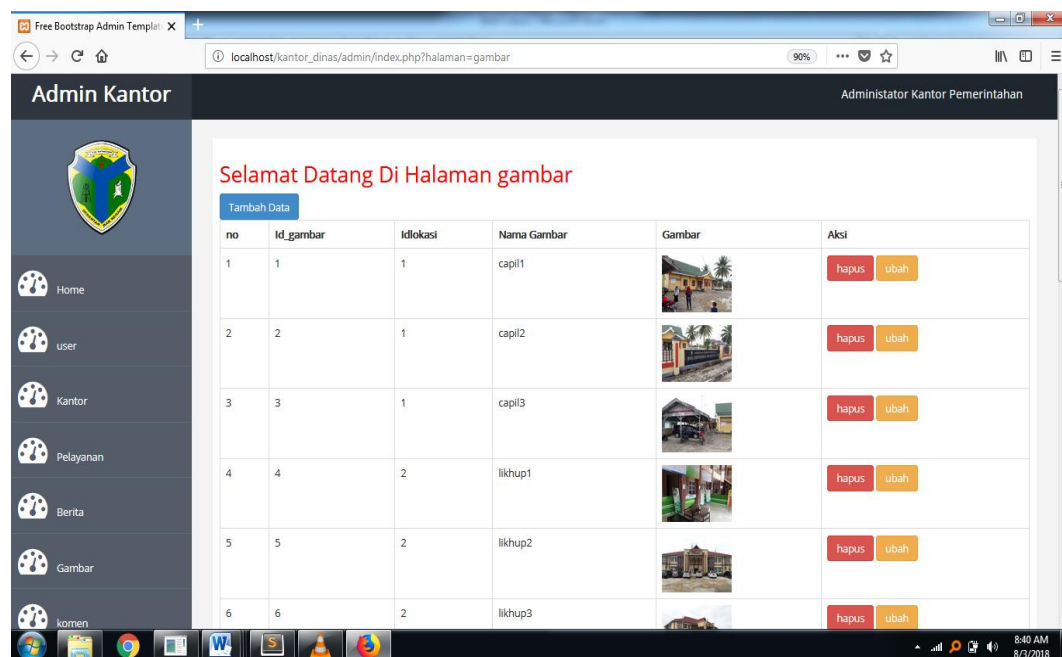 Free Bootstrap Admin Templat
localhost/kantor_dinas/admin/index.php?halaman=gambar
90%
Admin Kantor
Administator Kantor Pemerintahan
Selamat Datang Di Halaman gambar
Tambah Data
no Id_gambar Idlokasi Nama Gambar Gambar Aksi
1 1 1 capil1 hapus ubah
Home
2 2 1 capil2 hapus ubah
user
3 3 1 capil3 hapus ubah
Kantor
Pelayanan
4 4 2 likhup1 hapus ubah
Berita
5 5 2 likhup2 hapus ubah
Gambar
6 6 2 likhup3 hapus ubah
komen
8:40 AM
8/3/2018